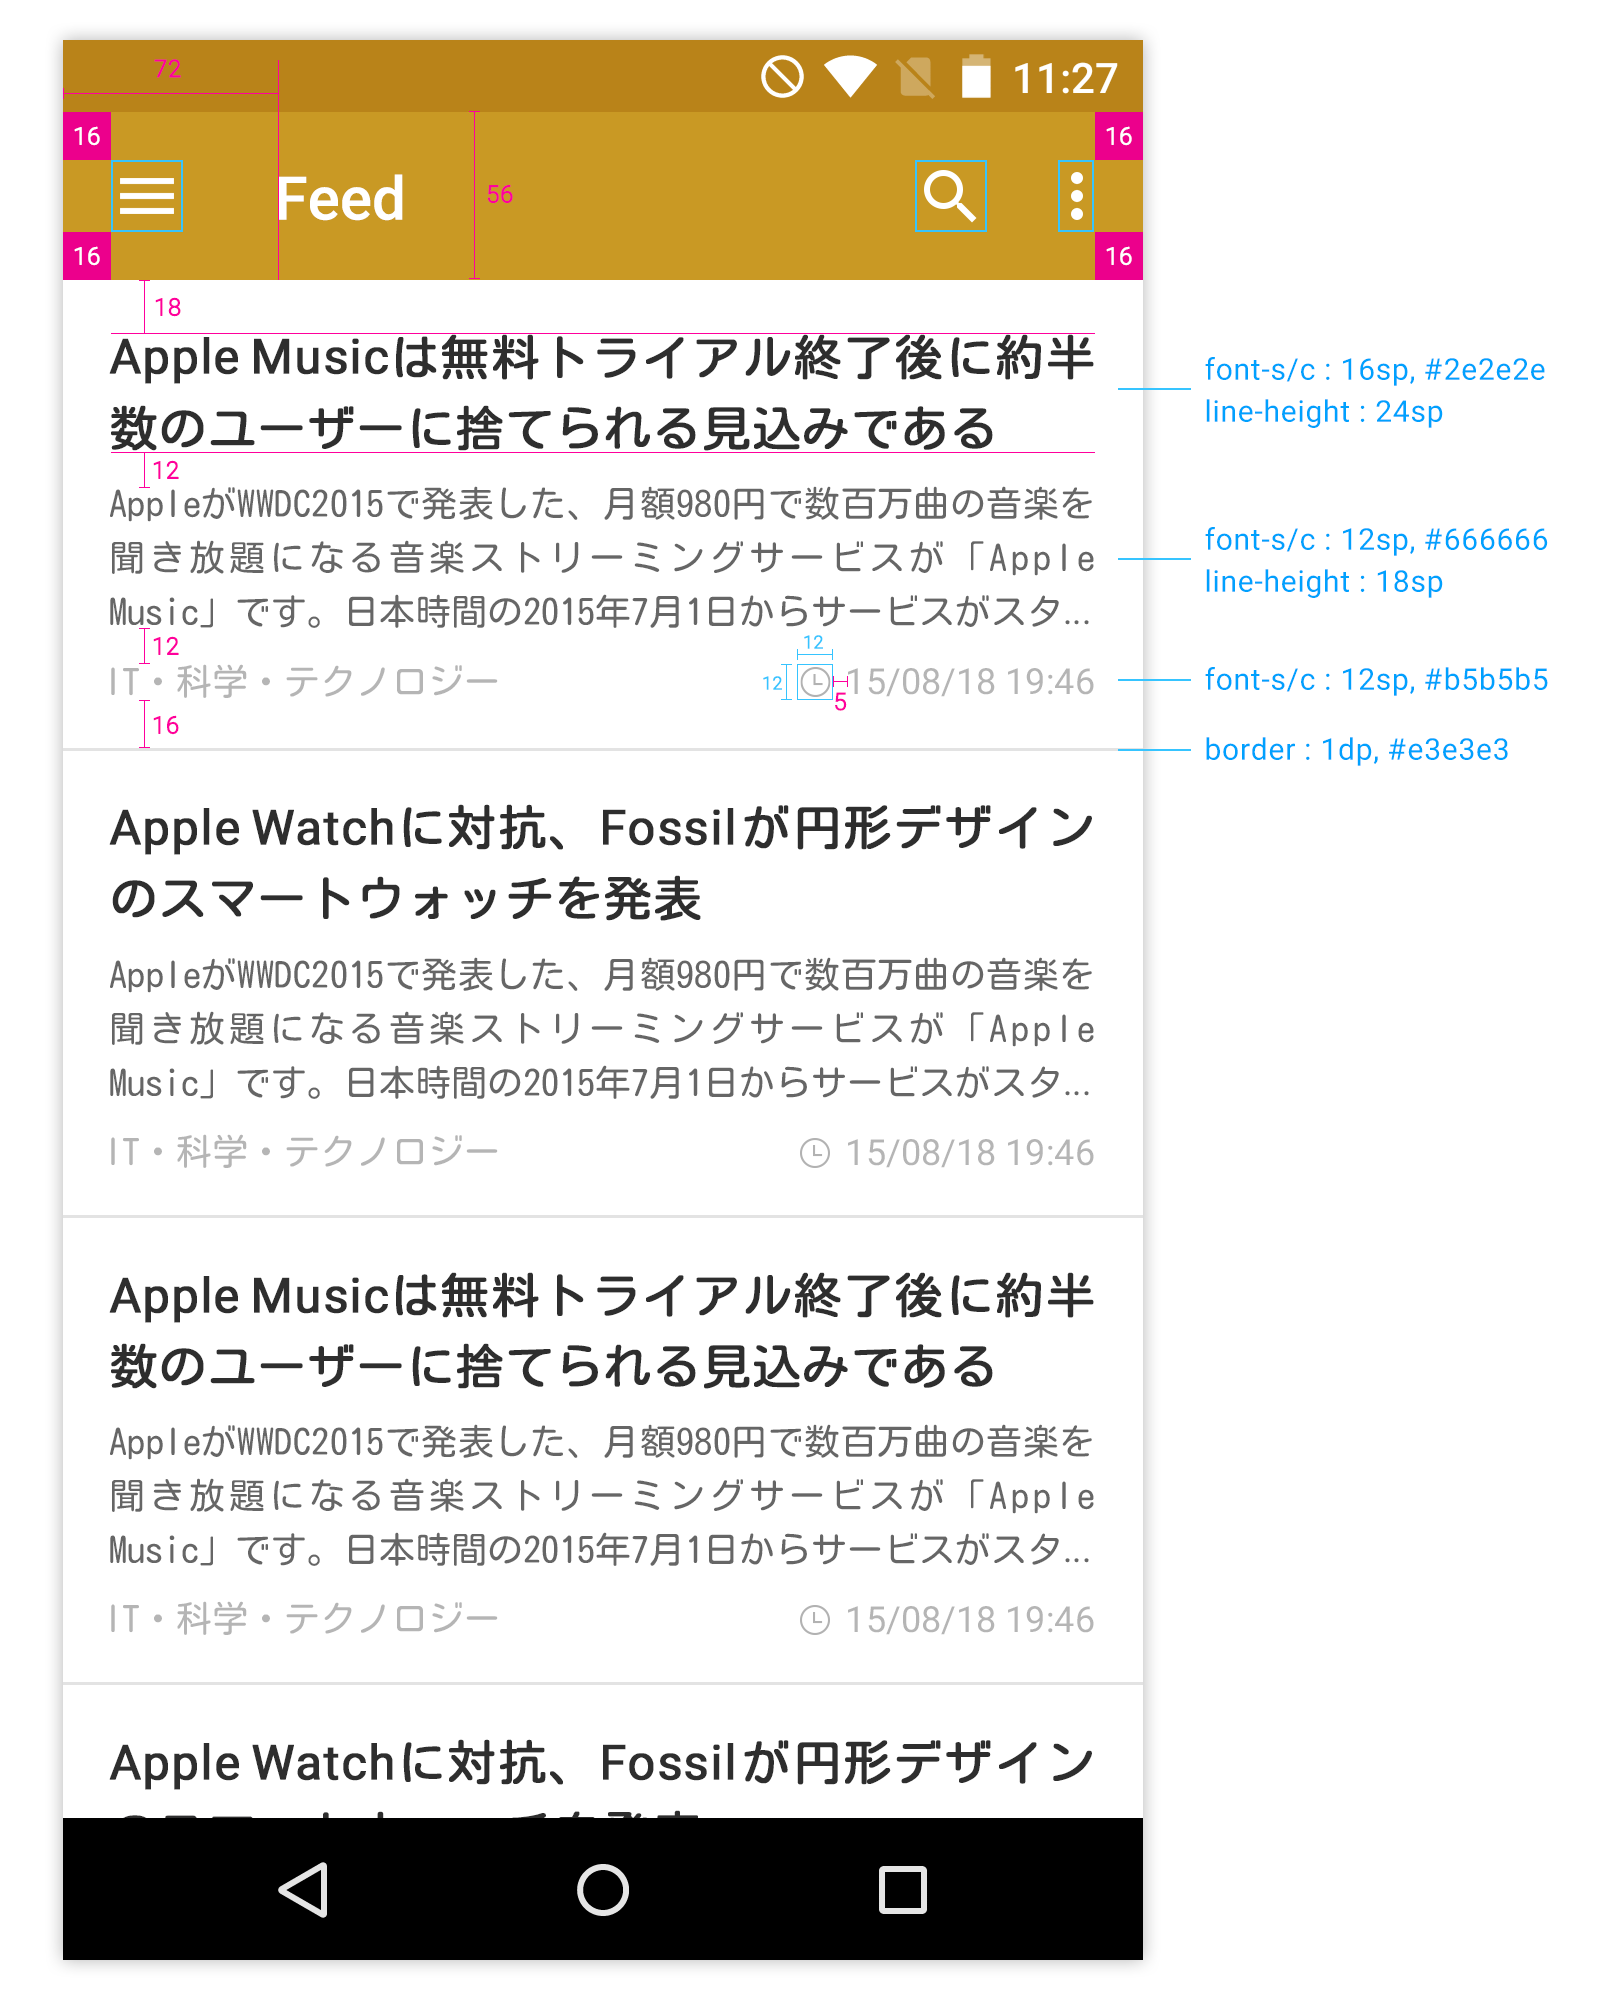 72
11:27
16
16
Feed
56
16
16
18
Apple Musicは無料トライアル終了後に約半
数のユーザーに捨てられる見込みである
font-s/c : 16sp, #2e2e2e
line-height : 24sp
12
AppleがWWDC2015で発表した、月額980円で数百万曲の音楽を
聞き放題になる音楽ストリーミングサービスが「Apple
Music」です。日本時間の2015年7月1日からサービスがスタ...
font-s/c : 12sp, #666666
line-height : 18sp
12
12
12
IT・科学・テクノロジー
5
15/08/18 19:46
font-s/c : 12sp, #b5b5b5
16
border : 1dp, #e3e3e3
Apple Watchに対抗、Fossilが円形デザイン
のスマートウォッチを発表
AppleがWWDC2015で発表した、月額980円で数百万曲の音楽を
聞き放題になる音楽ストリーミングサービスが「Apple
Music」です。日本時間の2015年7月1日からサービスがスタ...
IT・科学・テクノロジー
15/08/18 19:46
Apple Musicは無料トライアル終了後に約半
数のユーザーに捨てられる見込みである
AppleがWWDC2015で発表した、月額980円で数百万曲の音楽を
聞き放題になる音楽ストリーミングサービスが「Apple
Music」です。日本時間の2015年7月1日からサービスがスタ...
IT・科学・テクノロジー
15/08/18 19:46
Apple Watchに対抗、Fossilが円形デザイン